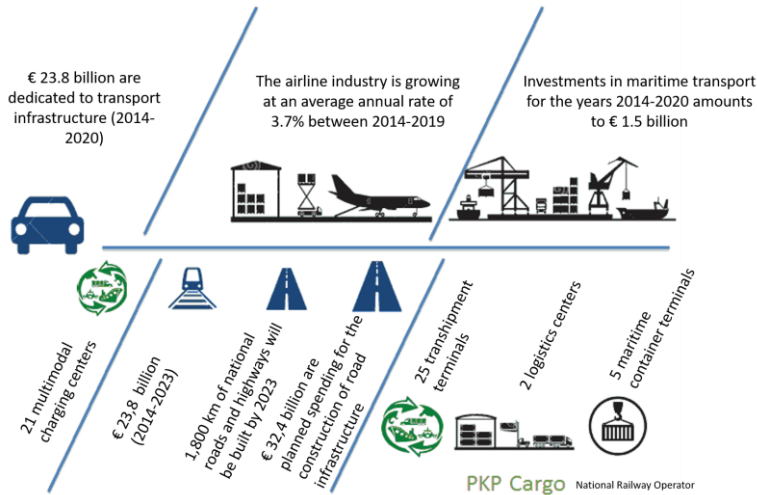 € 23.8 billion are
dedicated to transport
infrastructure (2014-
2020)
The airline industry is growing
at an average annual rate of
3.7% between 2014-2019
Investments in maritime transport
for the years 2014-2020 amounts
to € 1.5 billion
21 multimodal
charging centers
€ 23,8 billion
(2014-2023)
1,800 km of national
roads and highways will
be built by 2023
€ 32,4 billion are
planned spending for the
construction of road
infrastructure
25 transhipment
terminals
2 logistics centers
5 maritime
container terminals
PKP Cargo National Railway Operator